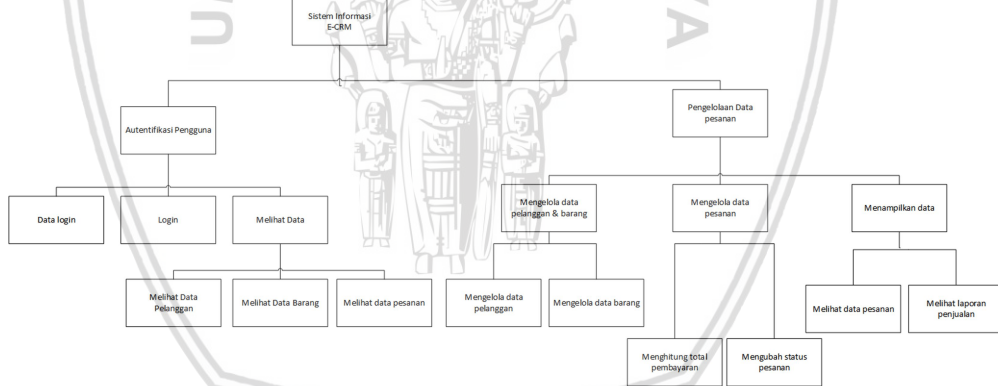 Sistem Informasi
E-CRM
Autentifikasi Pengguna
Pengelolaan Data
pesanan
Data login
Login
Melihat Data
Mengelola data
pelanggan & barang
Mengelola data
pesanan
Menampilkan data
Melihat Data
Pelanggan
Melihat Data Barang
Melihat data pesanan
Mengelola data
pelanggan
Mengelola data barang
Melihat data pesanan
Melihat laporan
penjualan
Menghitung total
pembayaran
Mengubah status
pesanan